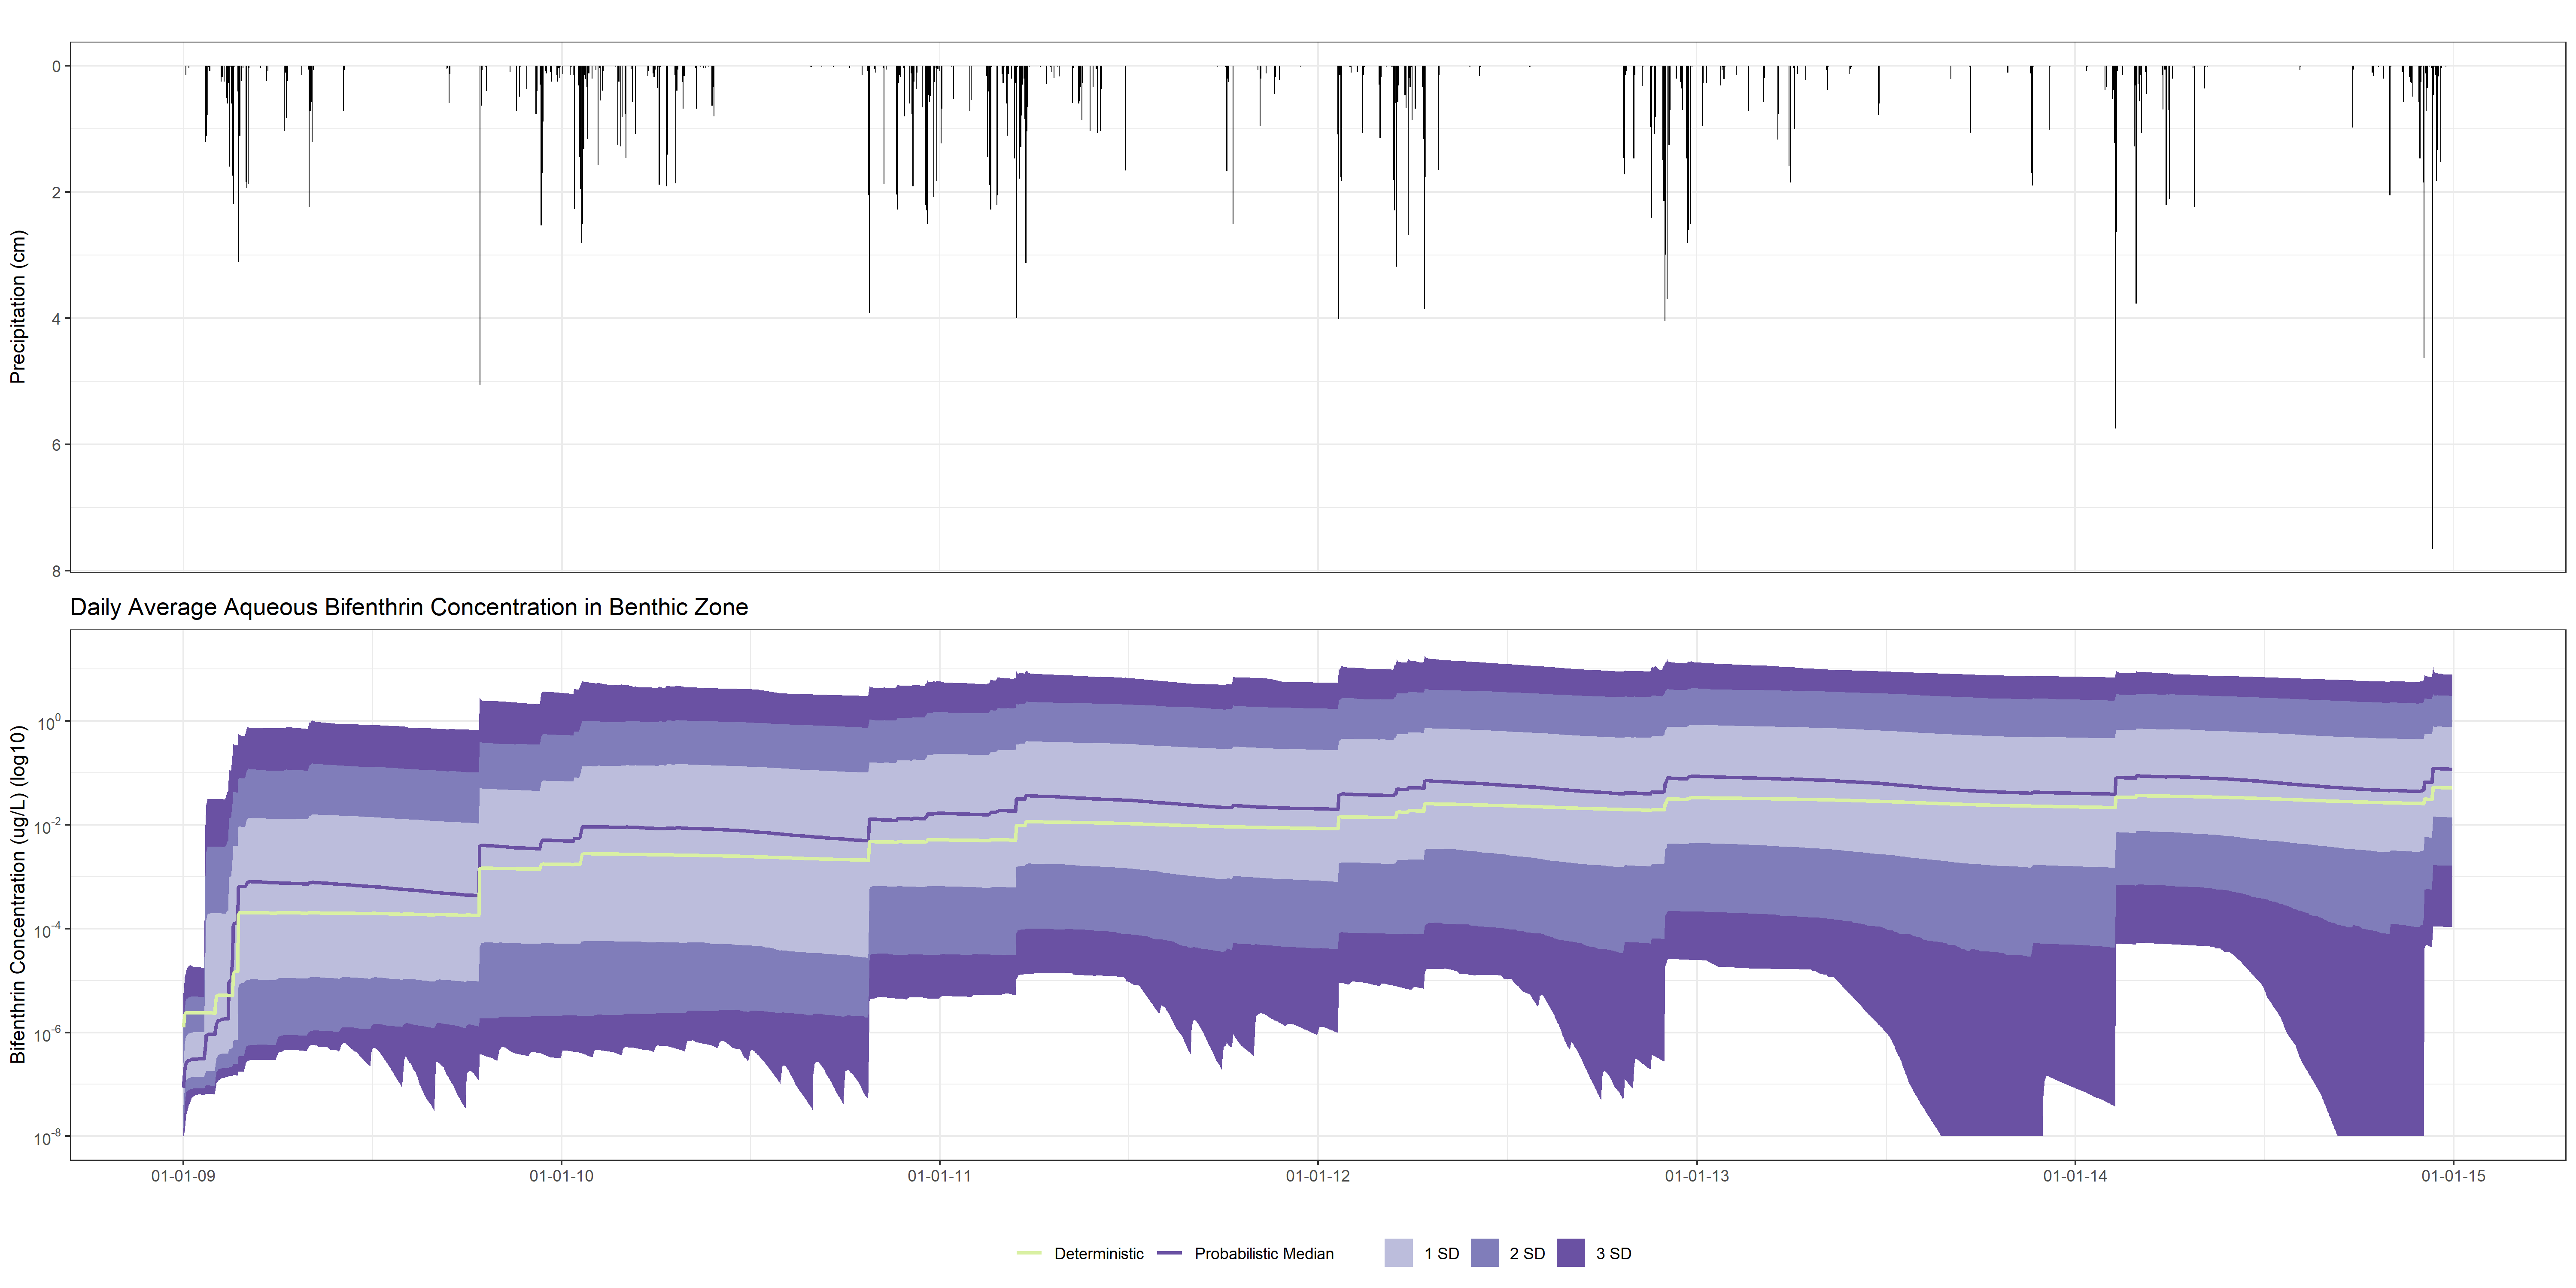 Precipitation (cm)
0
2
4
6
8
Daily Average Aqueous Bifenthrin Concentration in Benthic Zone
Bifenthrin Concentration (ug/L) (log10)
10^0
10^-2
10^-4
10^-6
10^-8
01-01-09 01-01-10 01-01-11 01-01-12 01-01-13 01-01-14 01-01-15
Deterministic Probabilistic Median 1 SD 2 SD 3 SD